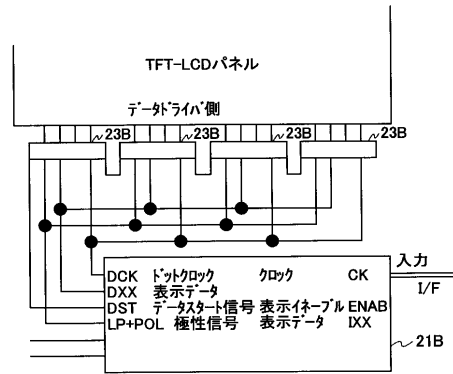 TFT-LCDパネル
データドライバ側
23B 23B 23B 23B
入力
I/F
DCK ドットクロック クロック CK
DXX 表示データ
DST データスタート信号 表示イネーブル ENAB
LP+POL 極性信号 表示データ IXX
21B